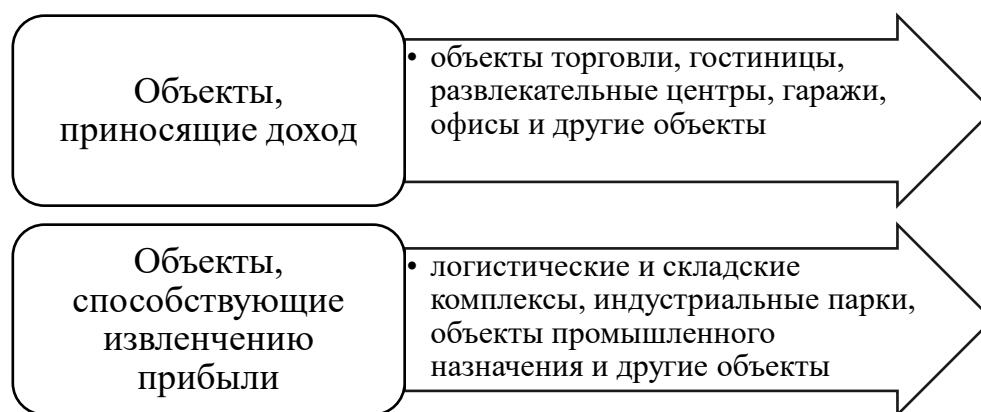 Объекты,
приносящие доход
• объекты торговли, гостиницы,
развлекательные центры, гаражи,
офисы и другие объекты
Объекты,
способствующие
извленчению
прибыли
• логистические и складские
комплексы, индустриальные парки,
объекты промышленного
назначения и другие объекты